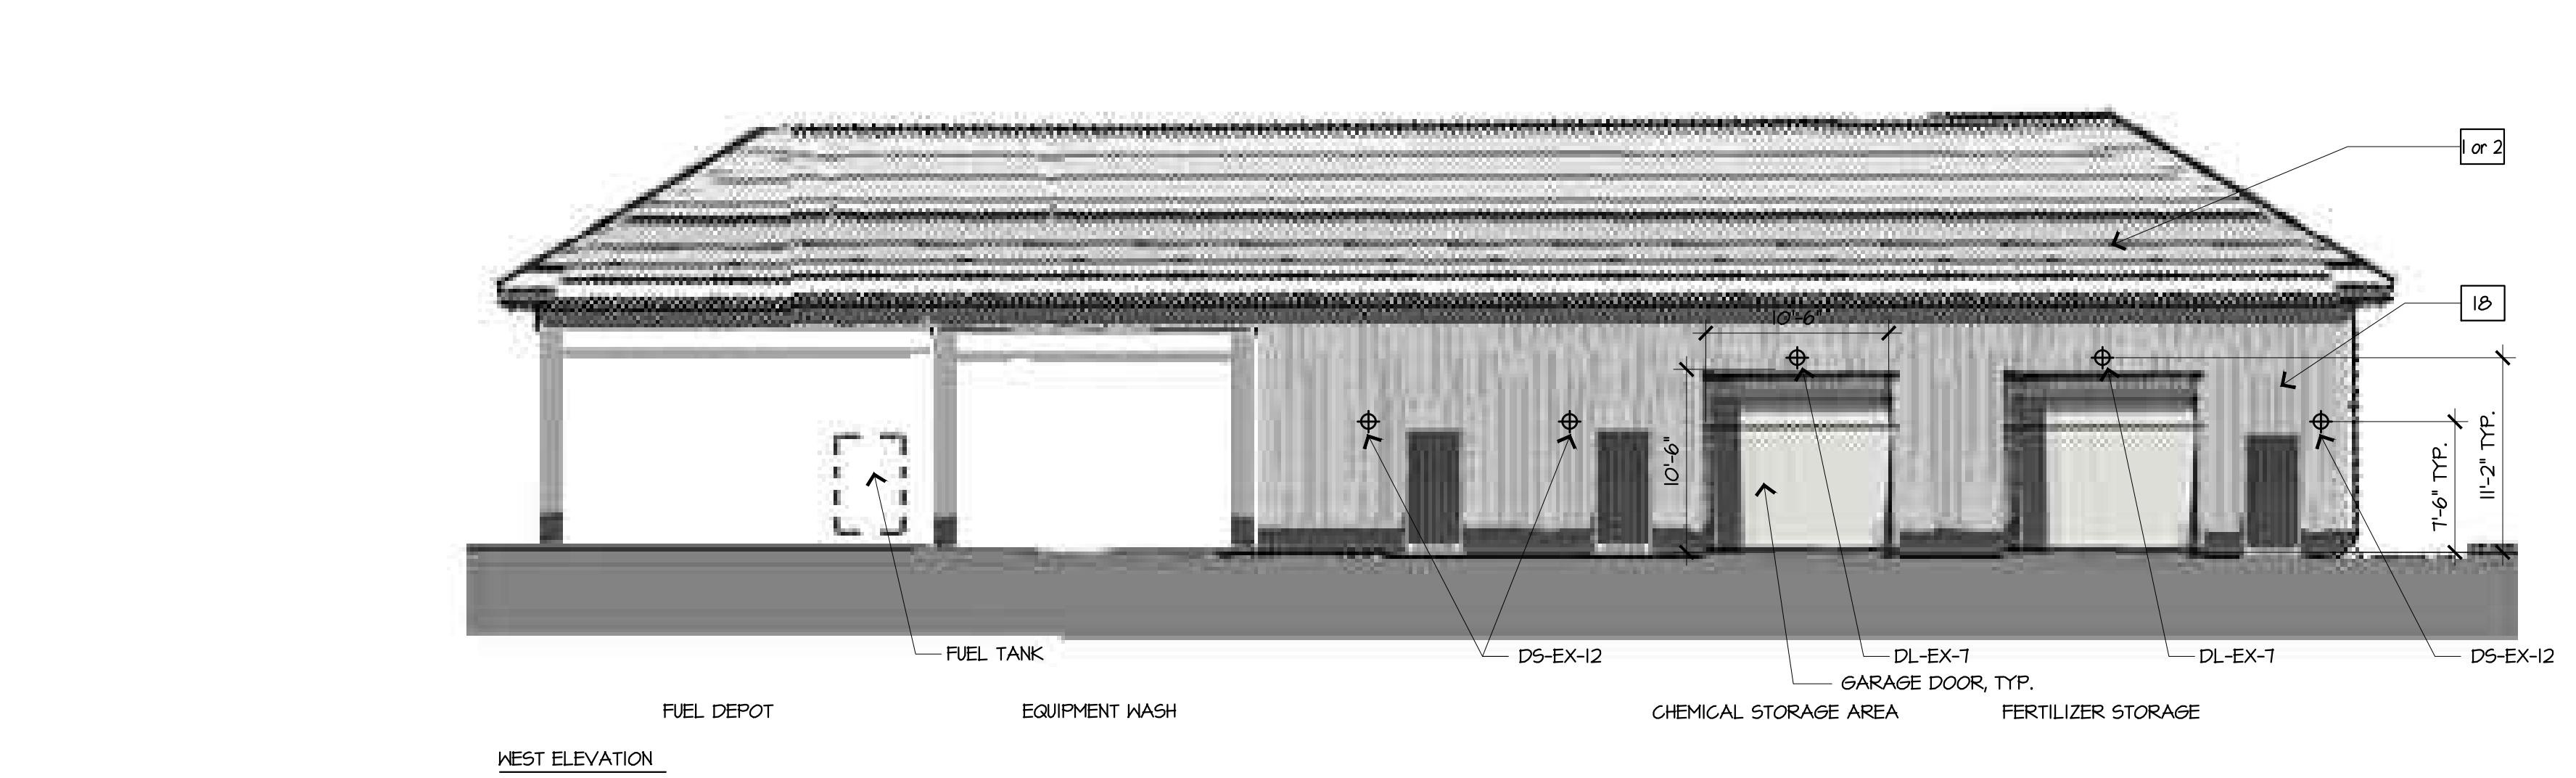 1 or 2
18
10'-6"
10'-6"
7'-6" TYP.
11'-2" TYP.
FUEL TANK
DS-EX-12
DL-EX-7
DL-EX-7
DS-EX-12
GARAGE DOOR, TYP.
FUEL DEPOT
EQUIPMENT WASH
CHEMICAL STORAGE AREA
FERTILIZER STORAGE
WEST ELEVATION